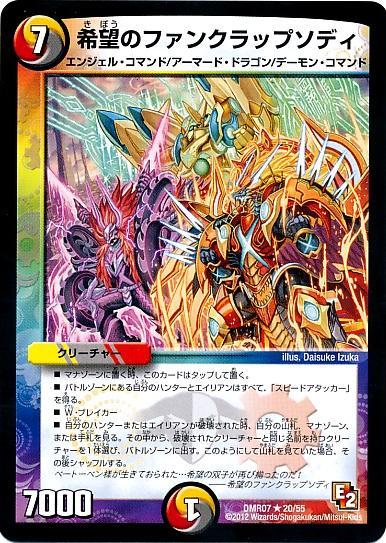 7
きぼう
希望のファンクラップソディ
エンジェル・コマンド/アーマード・ドラゴン/デーモン・コマンド
illus. Daisuke Iizuka
クリーチャー
■ マナゾーンに置く時、このカードはタップして置く。
■ バトルゾーンにある自分のハンターとエイリアンはすべて、「スピードアタッカー」
を得る。
■ W・ブレイカー
■ 自分のハンターまたはエイリアンが破壊された時、自分の山札、マナゾーン、
または手札を見る。その中から、破壊されたクリーチャーと同じ名前を持つクリ
ーチャーを1体選び、バトルゾーンに出す。このようにして山札を見ていた場合、そ
の後シャッフルする。
ベートーベン様が生きておられた…希望の双子が再び揃ったのだ!
—希望のファンクラップソディ
7000
1
DMR07 ★ 20/55
©2012 Wizards/Shogakukan/Mitsui-Kids
E2